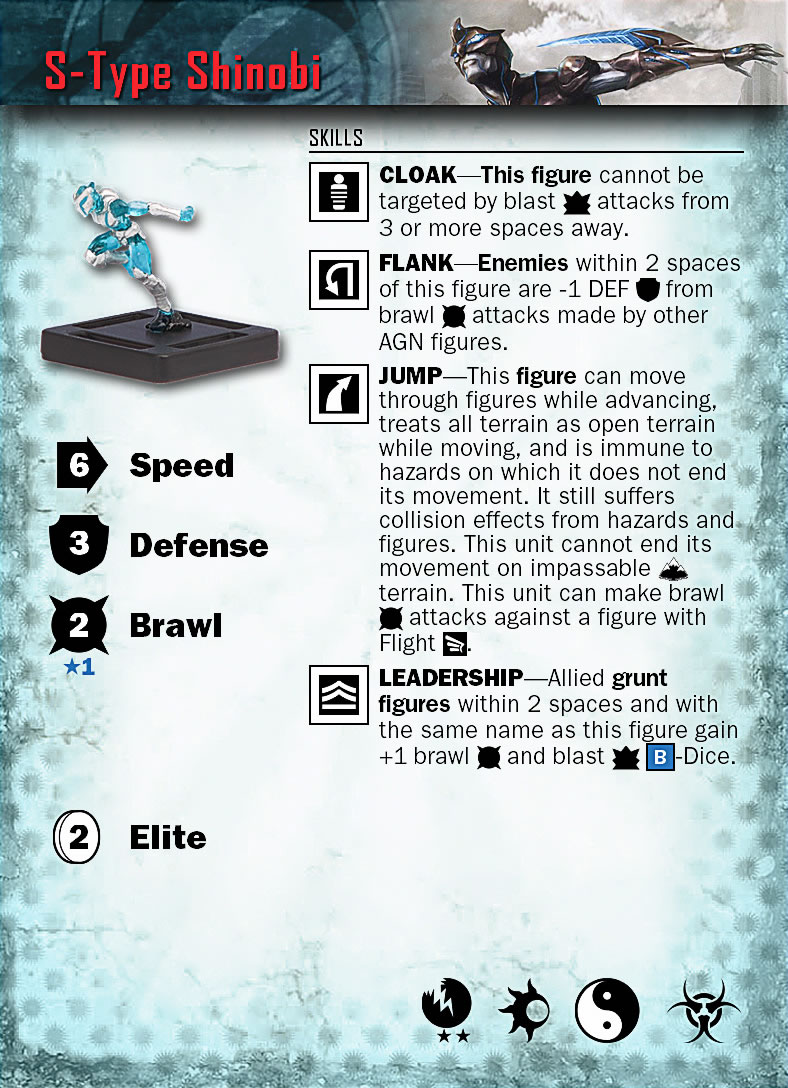 S-Type Shinobi
SKILLS
CLOAK—This figure cannot be
targeted by blast attacks from
3 or more spaces away.
FLANK—Enemies within 2 spaces
of this figure are -1 DEF from
brawl attacks made by other
AGN figures.
JUMP—This figure can move
through figures while advancing,
treats all terrain as open terrain
while moving, and is immune to
hazards on which it does not end
its movement. It still suffers
collision effects from hazards and
figures. This unit cannot end its
movement on impassable
terrain. This unit can make brawl
attacks against a figure with
Flight .
LEADERSHIP—Allied grunt
figures within 2 spaces and with
the same name as this figure gain
+1 brawl and blast B-Dice.
6 Speed
3 Defense
2 Brawl
★1
2 Elite
★★